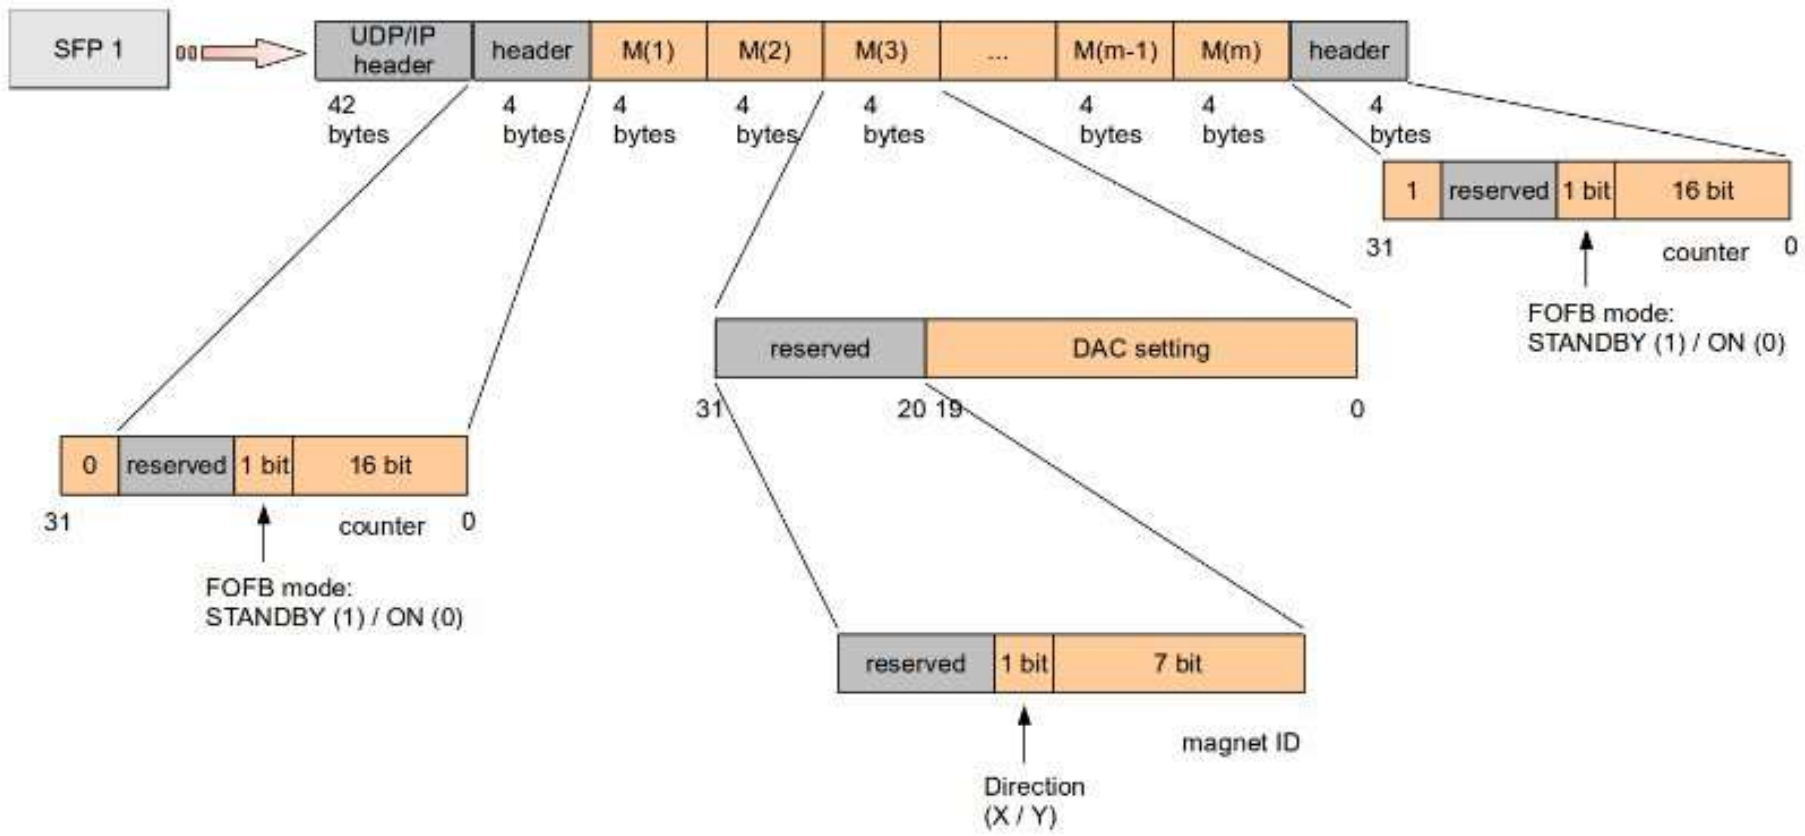 SFP 1
UDP/IP
header
header
M(1)
M(2)
M(3)
...
M(m-1)
M(m)
header
42
bytes
4
bytes
4
bytes
4
bytes
4
bytes
4
bytes
4
bytes
4
bytes
1
reserved
1 bit
16 bit
31
counter
0
FOFB mode:
STANDBY (1) / ON (0)
reserved
DAC setting
31
20
19
0
0
reserved
1 bit
16 bit
31
counter
0
FOFB mode:
STANDBY (1) / ON (0)
reserved
1 bit
7 bit
magnet ID
Direction
(X / Y)